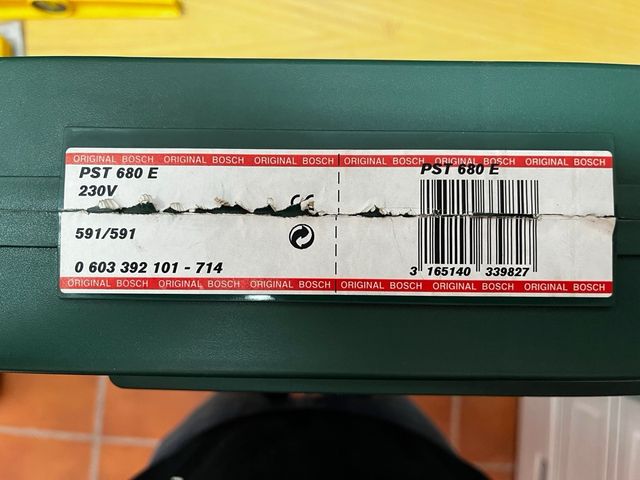 ORIGINAL BOSCH ORIGINAL BOSCH ORIGINAL BOSCH ORIGINAL BOSCH ORIGINAL BOSCH ORIGINAL BOSCH
PST 680 E
230V
591/591
0 603 392 101 - 714
PST 680 E
3 165140 339827
ORIGINAL BOSCH ORIGINAL BOSCH ORIGINAL BOSCH ORIGINAL BOSCH ORIGINAL BOSCH ORIGINAL BOSCH